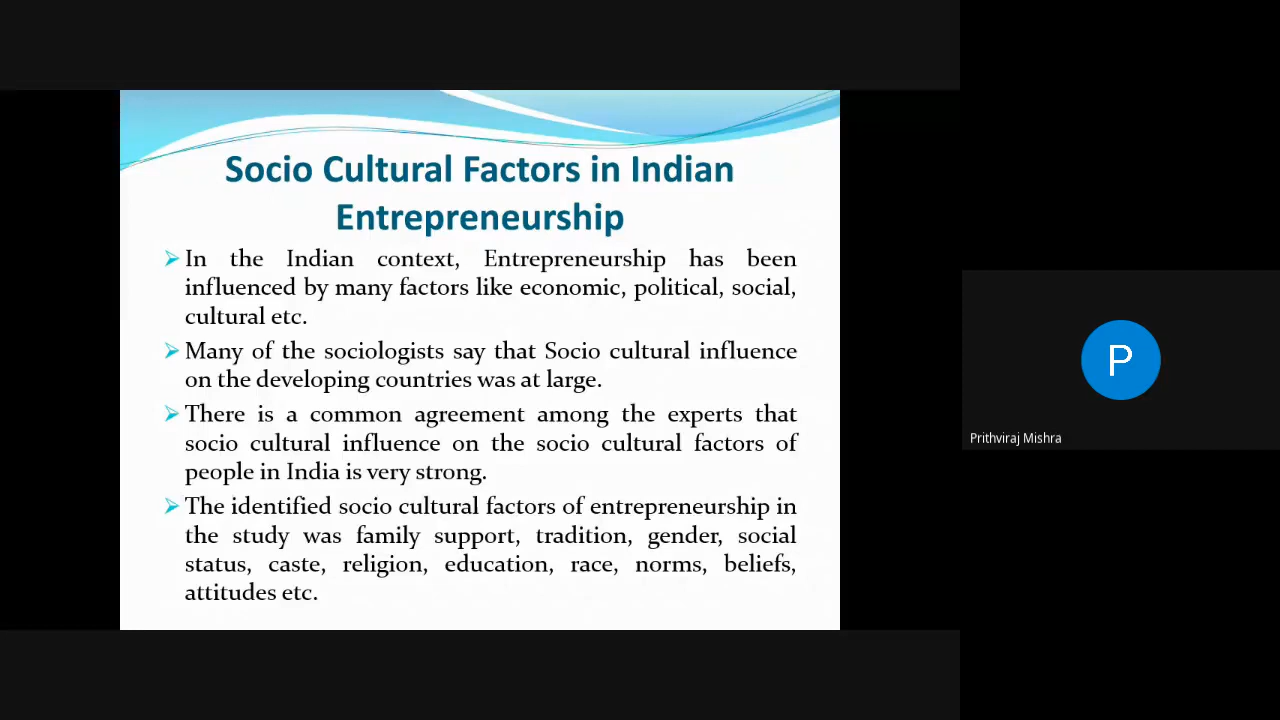 Socio Cultural Factors in Indian
Entrepreneurship
In the Indian context, Entrepreneurship has been
influenced by many factors like economic, political, social,
cultural etc.
Many of the sociologists say that Socio cultural influence
on the developing countries was at large.
There is a common agreement among the experts that
socio cultural influence on the socio cultural factors of
people in India is very strong.
The identified socio cultural factors of entrepreneurship in
the study was family support, tradition, gender, social
status, caste, religion, education, race, norms, beliefs,
attitudes etc.
P
Prithviraj Mishra